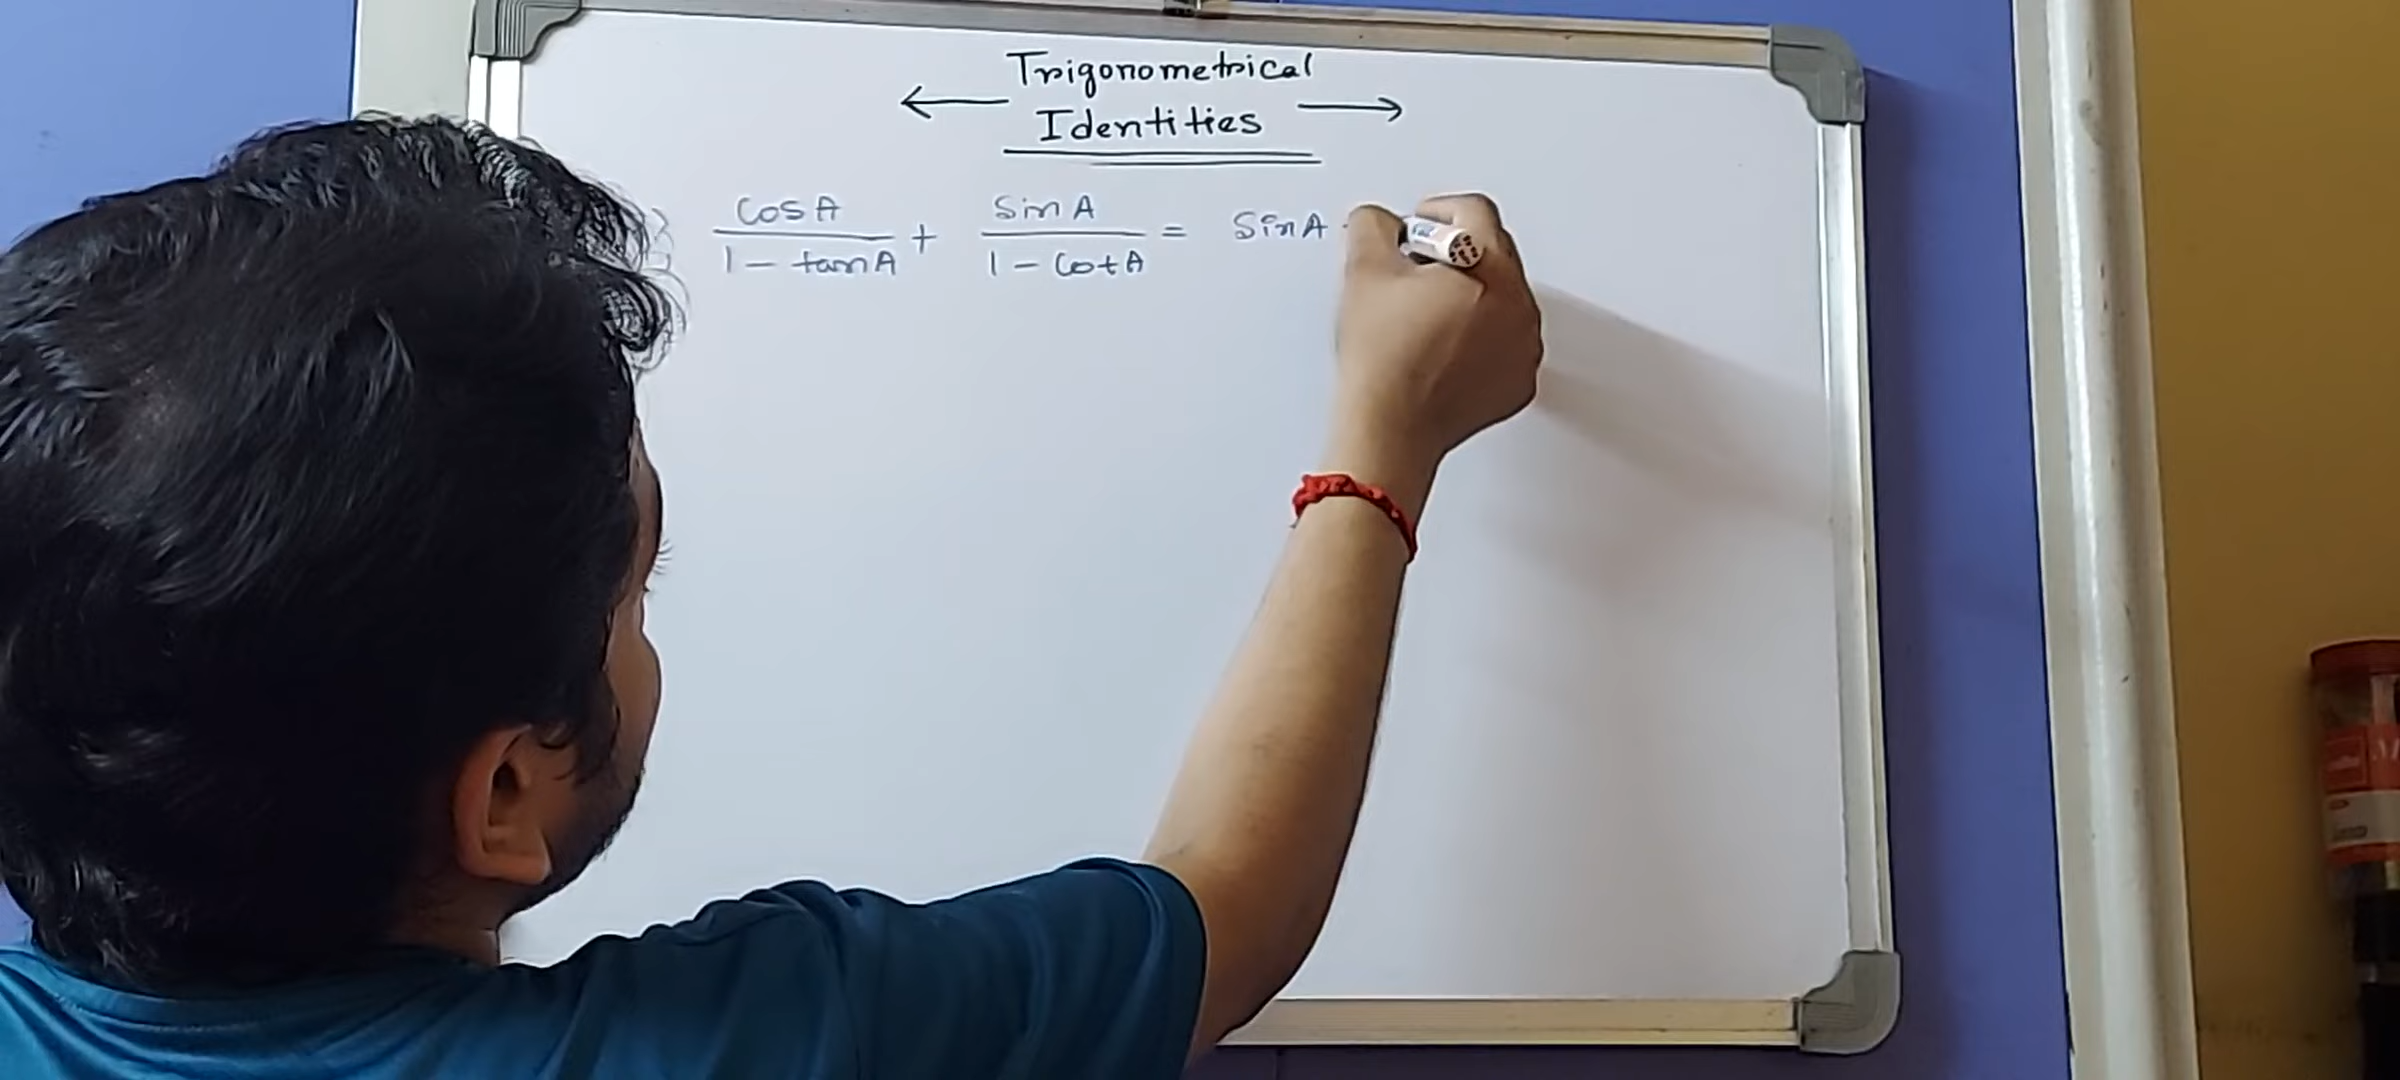 Trigonometrical
← Identities →
) cosA / 1 - tanA + SinA / 1 - CotA = SinA